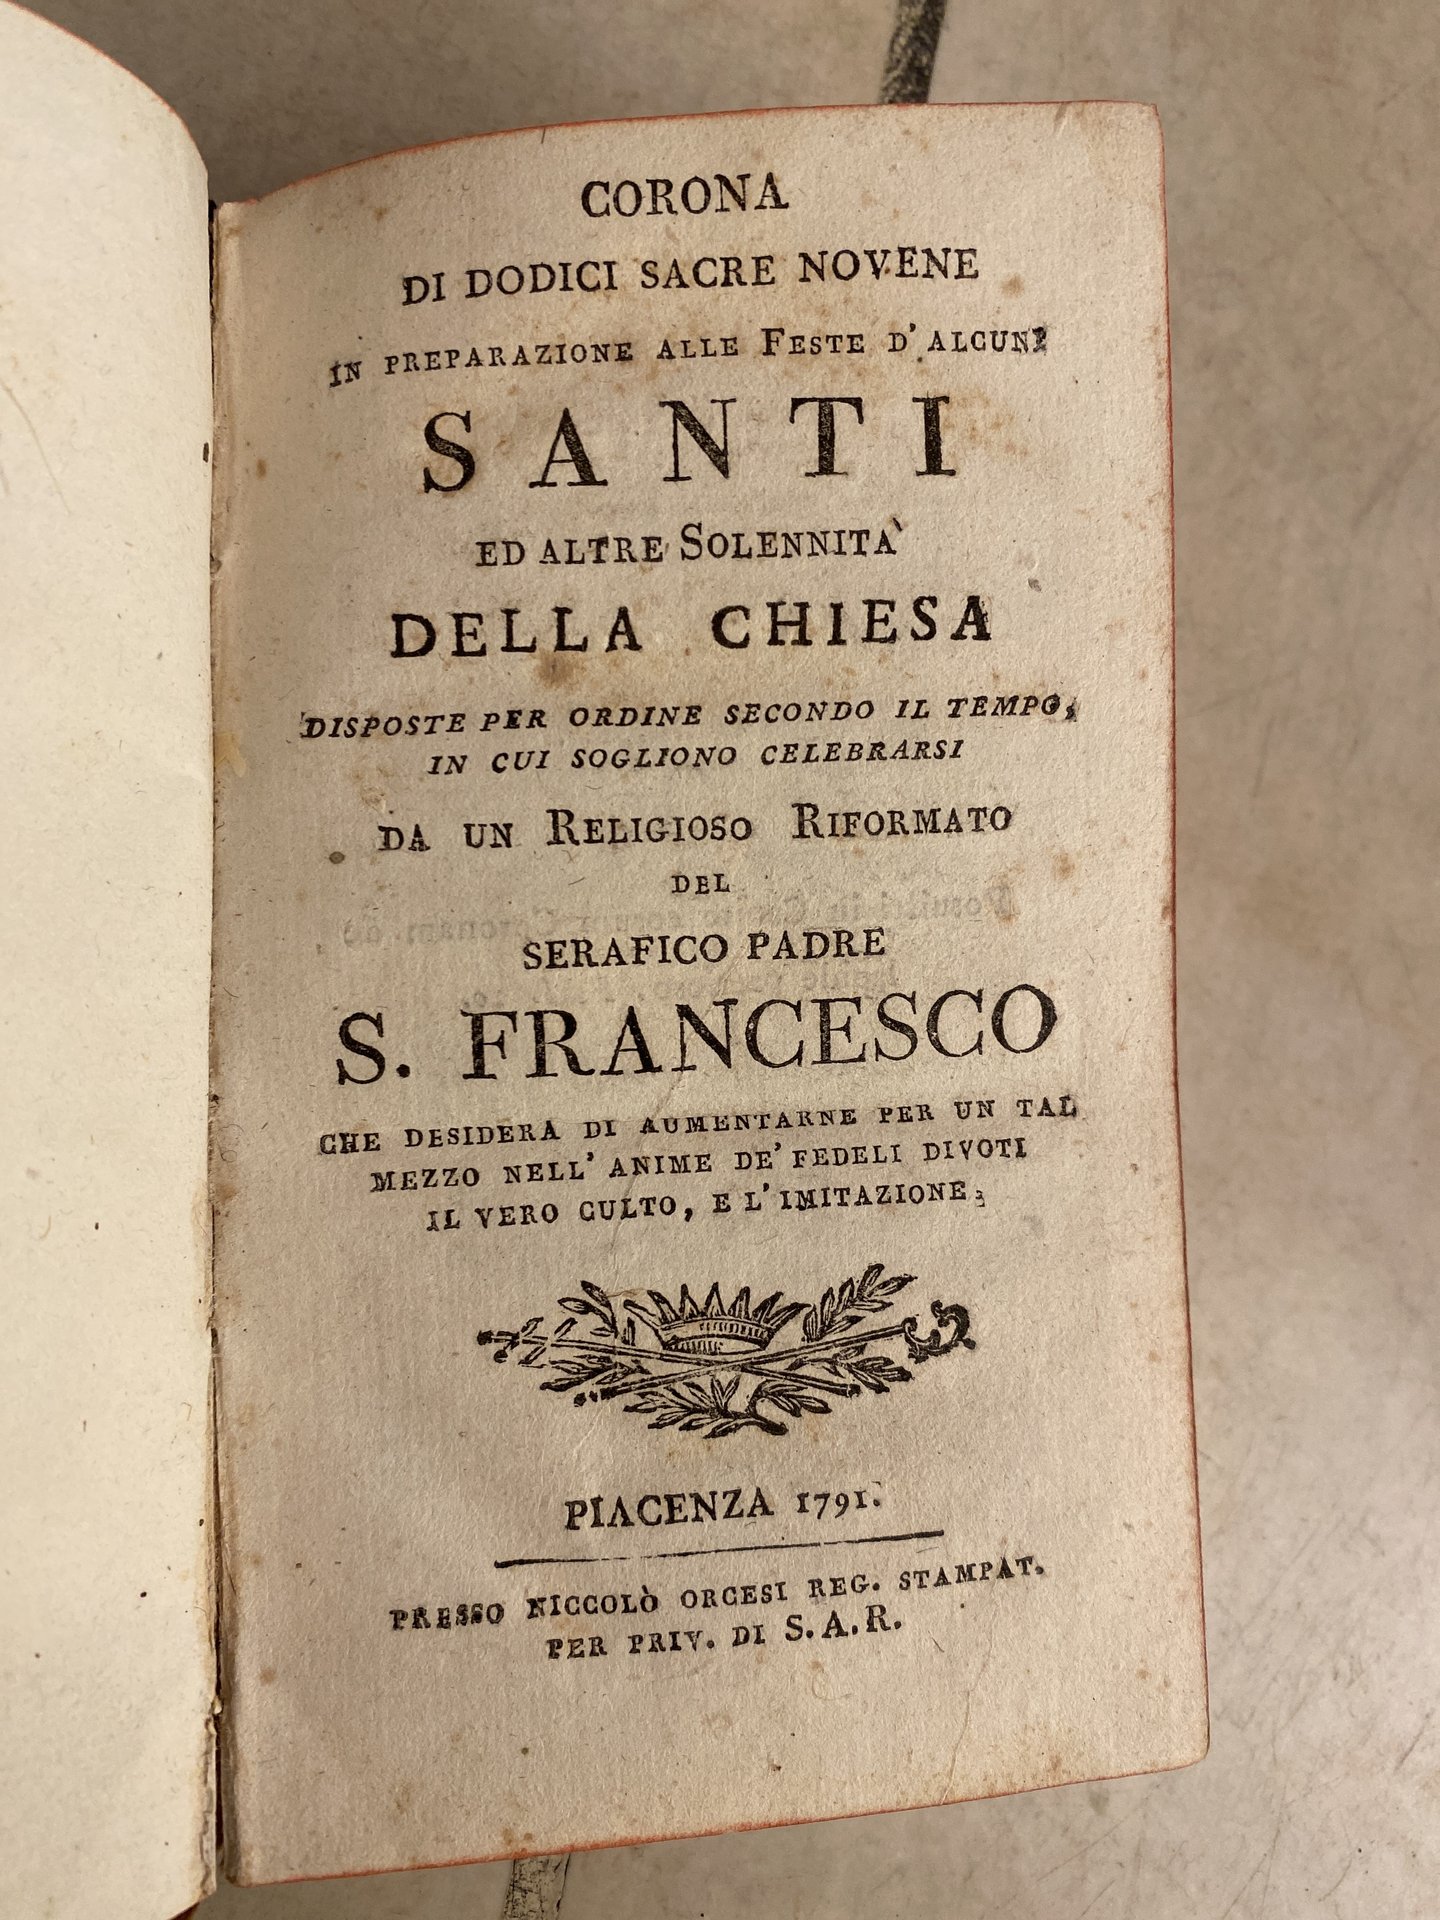 CORONA
DI DODICI SACRE NOVENE
IN PREPARAZIONE ALLE FESTE D' ALCUNI
SANTI
ED ALTRE SOLENNITA`
DELLA CHIESA
DISPOSTE PER ORDINE SECONDO IL TEMPO,
IN CUI SOGLIONO CELEBRARSI
DA UN RELIGIOSO RIFORMATO
DEL
SERAFICO PADRE
S. FRANCESCO
CHE DESIDERA DI AUMENTARNE PER UN TAL
MEZZO NELL' ANIME DE' FEDELI DIVOTI
IL VERO CULTO, E L' IMITAZIONE.
PIACENZA 1791.
PRESSO NICCOLÒ ORCESI REG. STAMPAT.
PER PRIV. DI S. A. R.